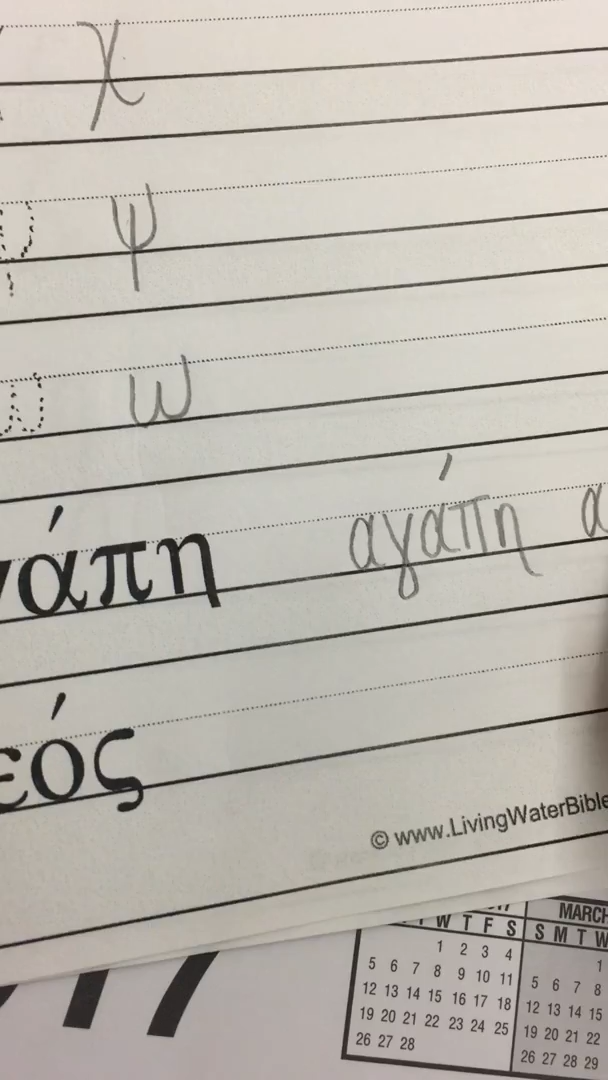 χ
ψ
ω
άπη αγάπη α
εός
© www.LivingWaterBible
MARCH
W T F S S M T W
1 2 3 4 1
5 6 7 8 9 10 11 5 6 7 8
12 13 14 15 16 17 18 12 13 14 15
19 20 21 22 23 24 25 19 20 21 22
26 27 28 26 27 28 29
17